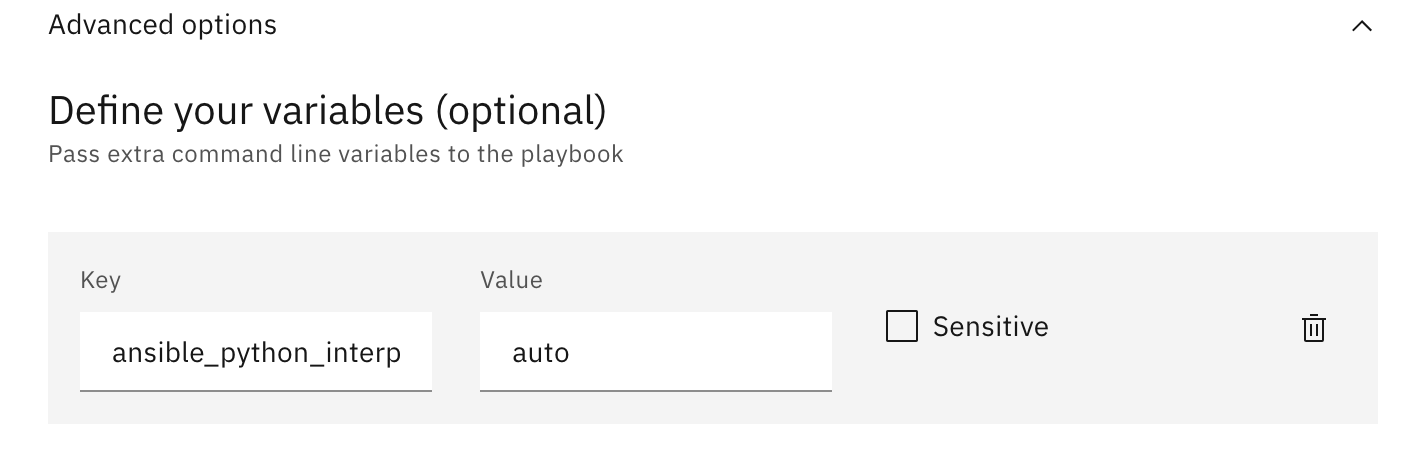 Advanced options
Define your variables (optional)
Pass extra command line variables to the playbook
Key Value
Sensitive
ansible_python_interp auto